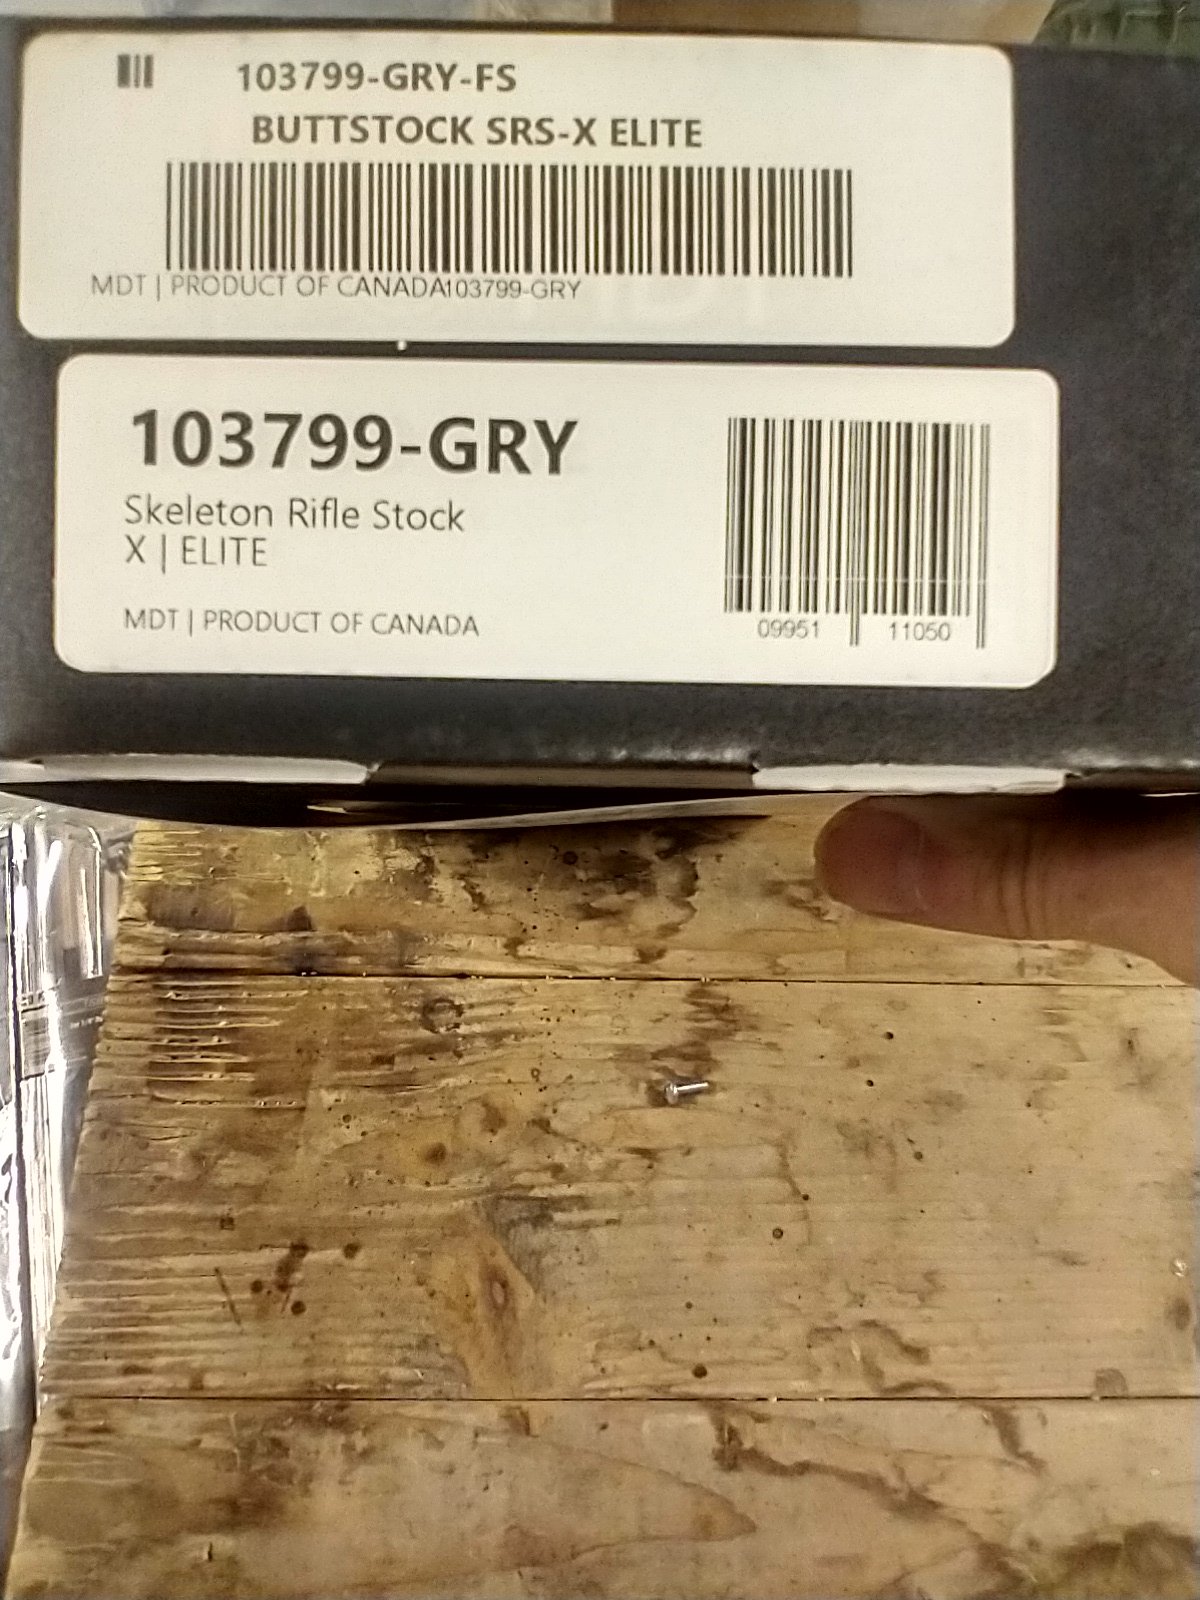 103799-GRY-FS
BUTTSTOCK SRS-X ELITE
MDT | PRODUCT OF CANADA103799-GRY
103799-GRY
Skeleton Rifle Stock
X | ELITE
MDT | PRODUCT OF CANADA
09951 11050